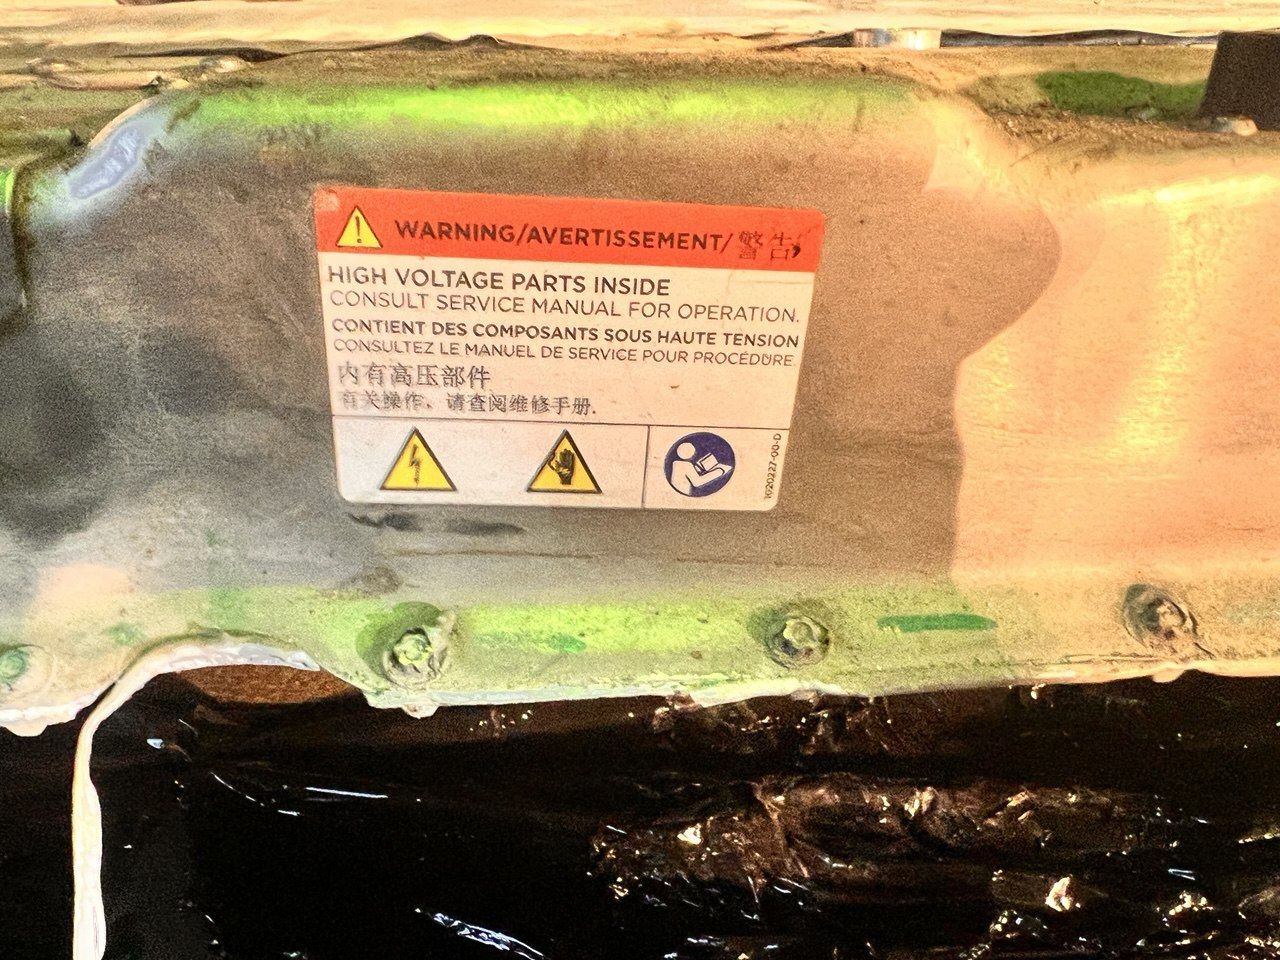 WARNING/AVERTISSEMENT/警告
HIGH VOLTAGE PARTS INSIDE
CONSULT SERVICE MANUAL FOR OPERATION.
CONTIENT DES COMPOSANTS SOUS HAUTE TENSION
CONSULTEZ LE MANUEL DE SERVICE POUR PROCÉDURE.
内有高压部件
有关操作，请查阅维修手册.
1920227-00-D